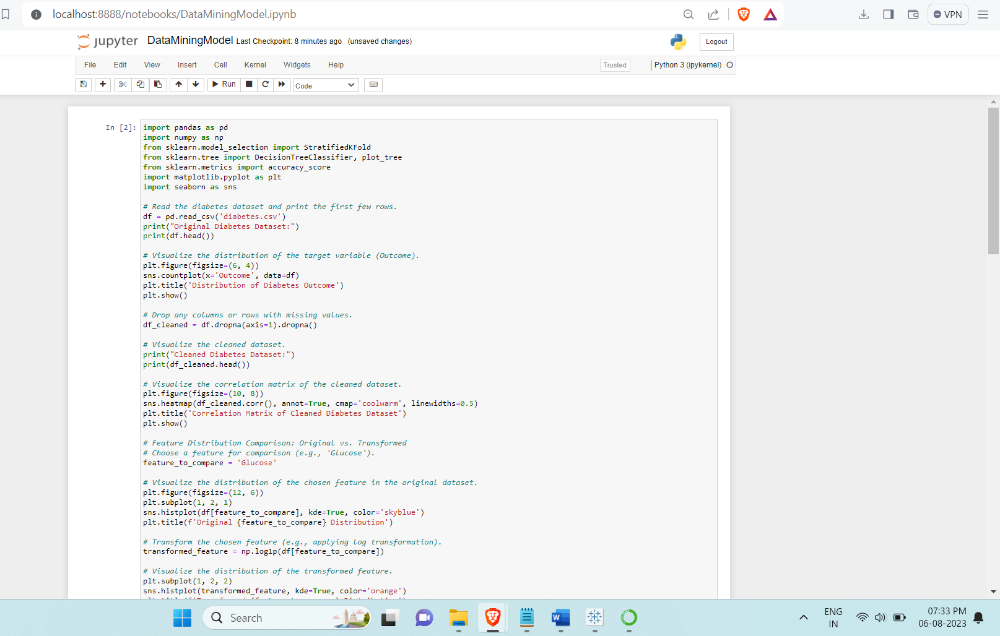 localhost:8888/notebooks/DataMiningModel.ipynb
VPN
jupyter DataMiningModel Last Checkpoint: 8 minutes ago (unsaved changes)
Logout
File Edit View Insert Cell Kernel Widgets Help
Trusted
Python 3 (ipykernel)
Run
Code
In [2]:
import pandas as pd
import numpy as np
from sklearn.model_selection import StratifiedKFold
from sklearn.tree import DecisionTreeClassifier, plot_tree
from sklearn.metrics import accuracy_score
import matplotlib.pyplot as plt
import seaborn as sns
# Read the diabetes dataset and print the first few rows.
df = pd.read_csv('diabetes.csv')
print("Original Diabetes Dataset:")
print(df.head())
# Visualize the distribution of the target variable (Outcome).
plt.figure(figsize=(6, 4))
sns.countplot(x='Outcome', data=df)
plt.title('Distribution of Diabetes Outcome')
plt.show()
# Drop any columns or rows with missing values.
df_cleaned = df.dropna(axis=1).dropna()
# Visualize the cleaned dataset.
print("Cleaned Diabetes Dataset:")
print(df_cleaned.head())
# Visualize the correlation matrix of the cleaned dataset.
plt.figure(figsize=(10, 8))
sns.heatmap(df_cleaned.corr(), annot=True, cmap='coolwarm', linewidths=0.5)
plt.title('Correlation Matrix of Cleaned Diabetes Dataset')
plt.show()
# Feature Distribution Comparison: Original vs. Transformed
# Choose a feature for comparison (e.g., 'Glucose').
feature_to_compare = 'Glucose'
# Visualize the distribution of the chosen feature in the original dataset.
plt.figure(figsize=(12, 6))
plt.subplot(1, 2, 1)
sns.histplot(df[feature_to_compare], kde=True, color='skyblue')
plt.title(f'Original {feature_to_compare} Distribution')
# Transform the chosen feature (e.g., applying log transformation).
transformed_feature = np.log1p(df[feature_to_compare])
# Visualize the distribution of the transformed feature.
plt.subplot(1, 2, 2)
sns.histplot(transformed_feature, kde=True, color='orange')
Search
ENG
IN
07:33 PM
06-08-2023